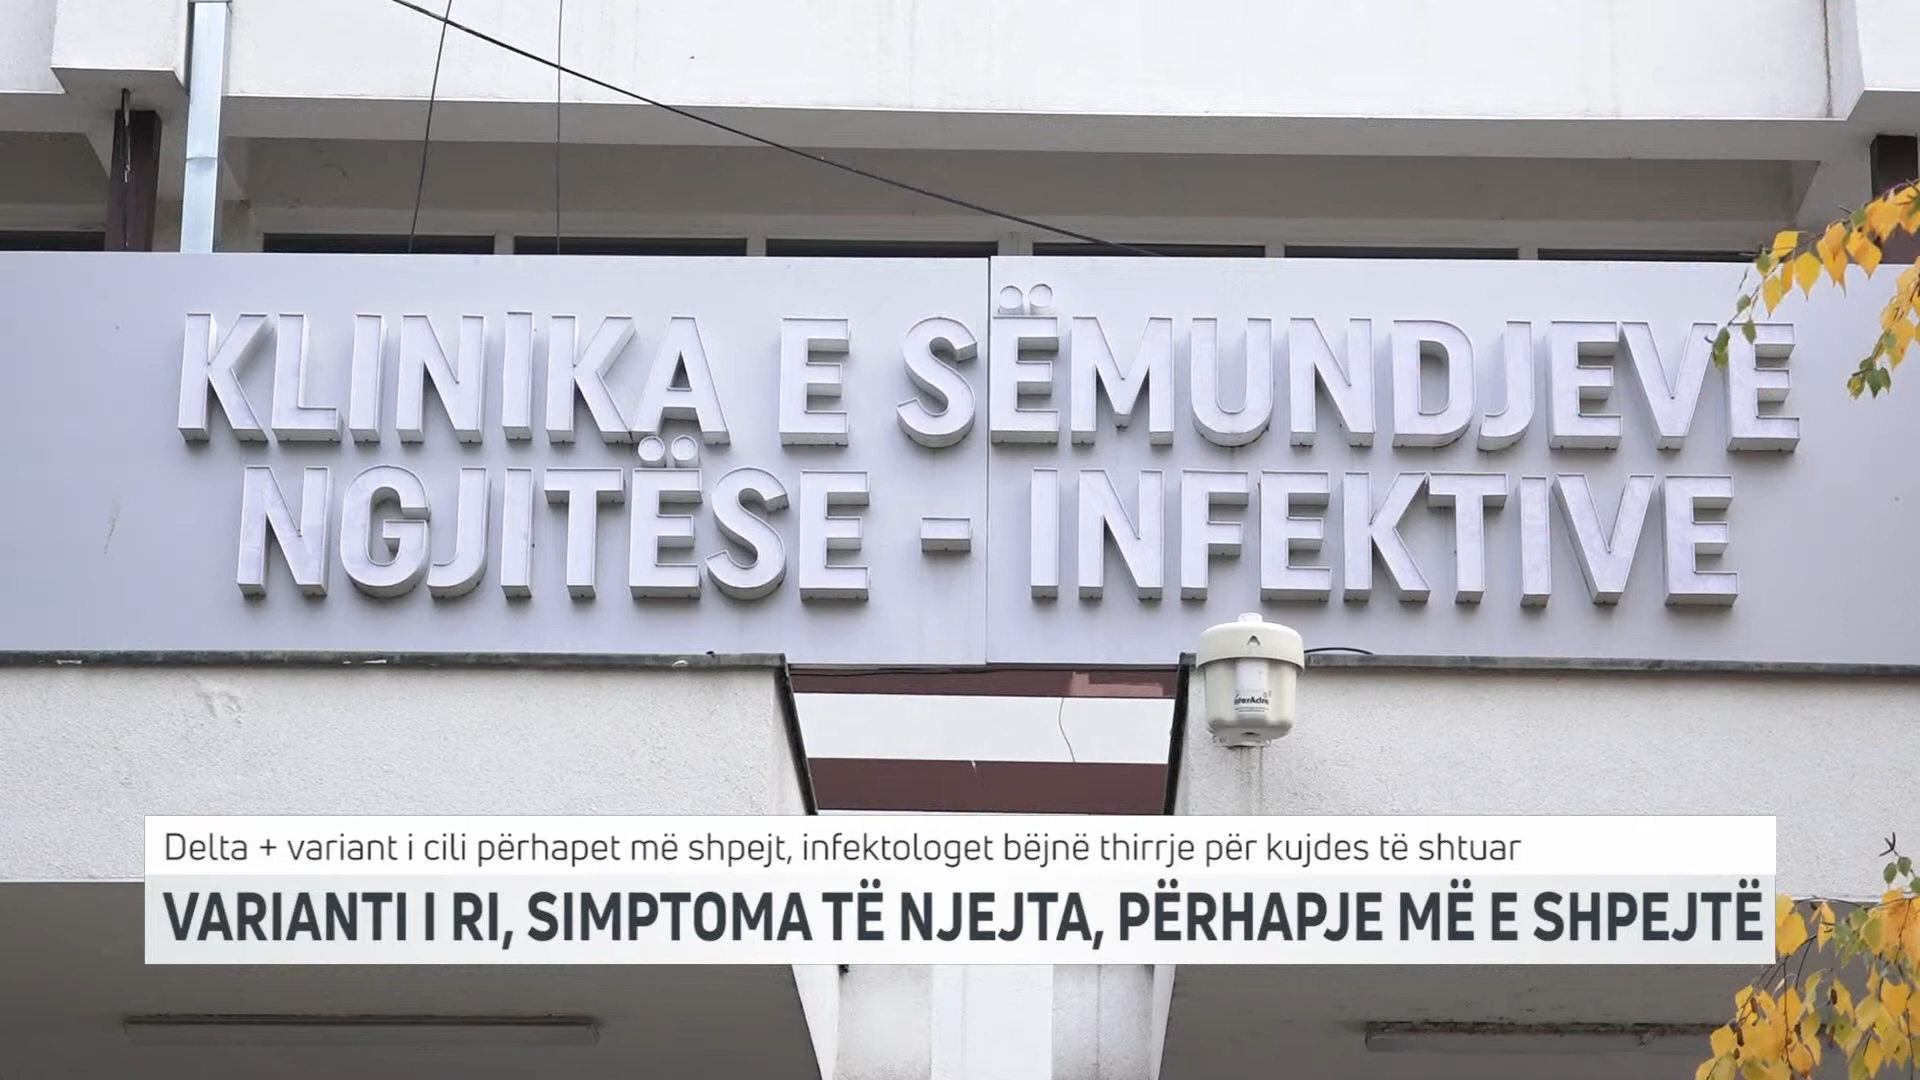 KLINIKA E SËMUNDJEVE
NGJITËSE - INFEKTIVE
Delta + variant i cili përhapet më shpejt, infektologet bëjnë thirrje për kujdes të shtuar
VARIANTI I RI, SIMPTOMA TË NJEJTA, PËRHAPJE MË E SHPEJTË